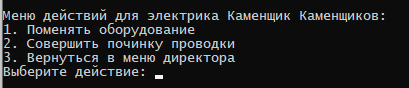 Меню действий для электрика Каменщик Каменщиков:
1. Поменять оборудование
2. Совершить починку проводки
3. Вернуться в меню директора
Выберите действие: